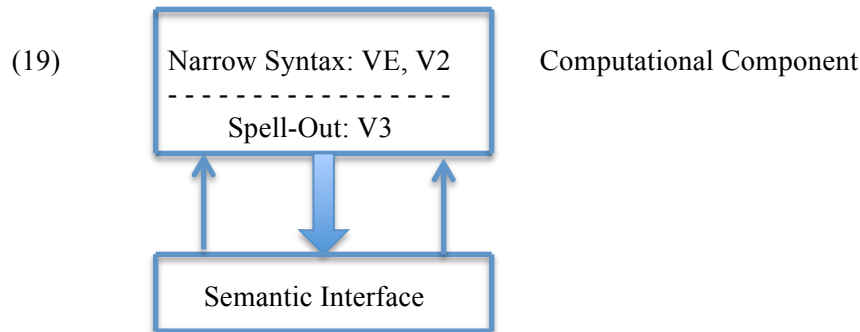 (19) Narrow Syntax: VE, V2 Computational Component
- - - - - - - - - - - - - - - - - -
Spell-Out: V3
Semantic Interface